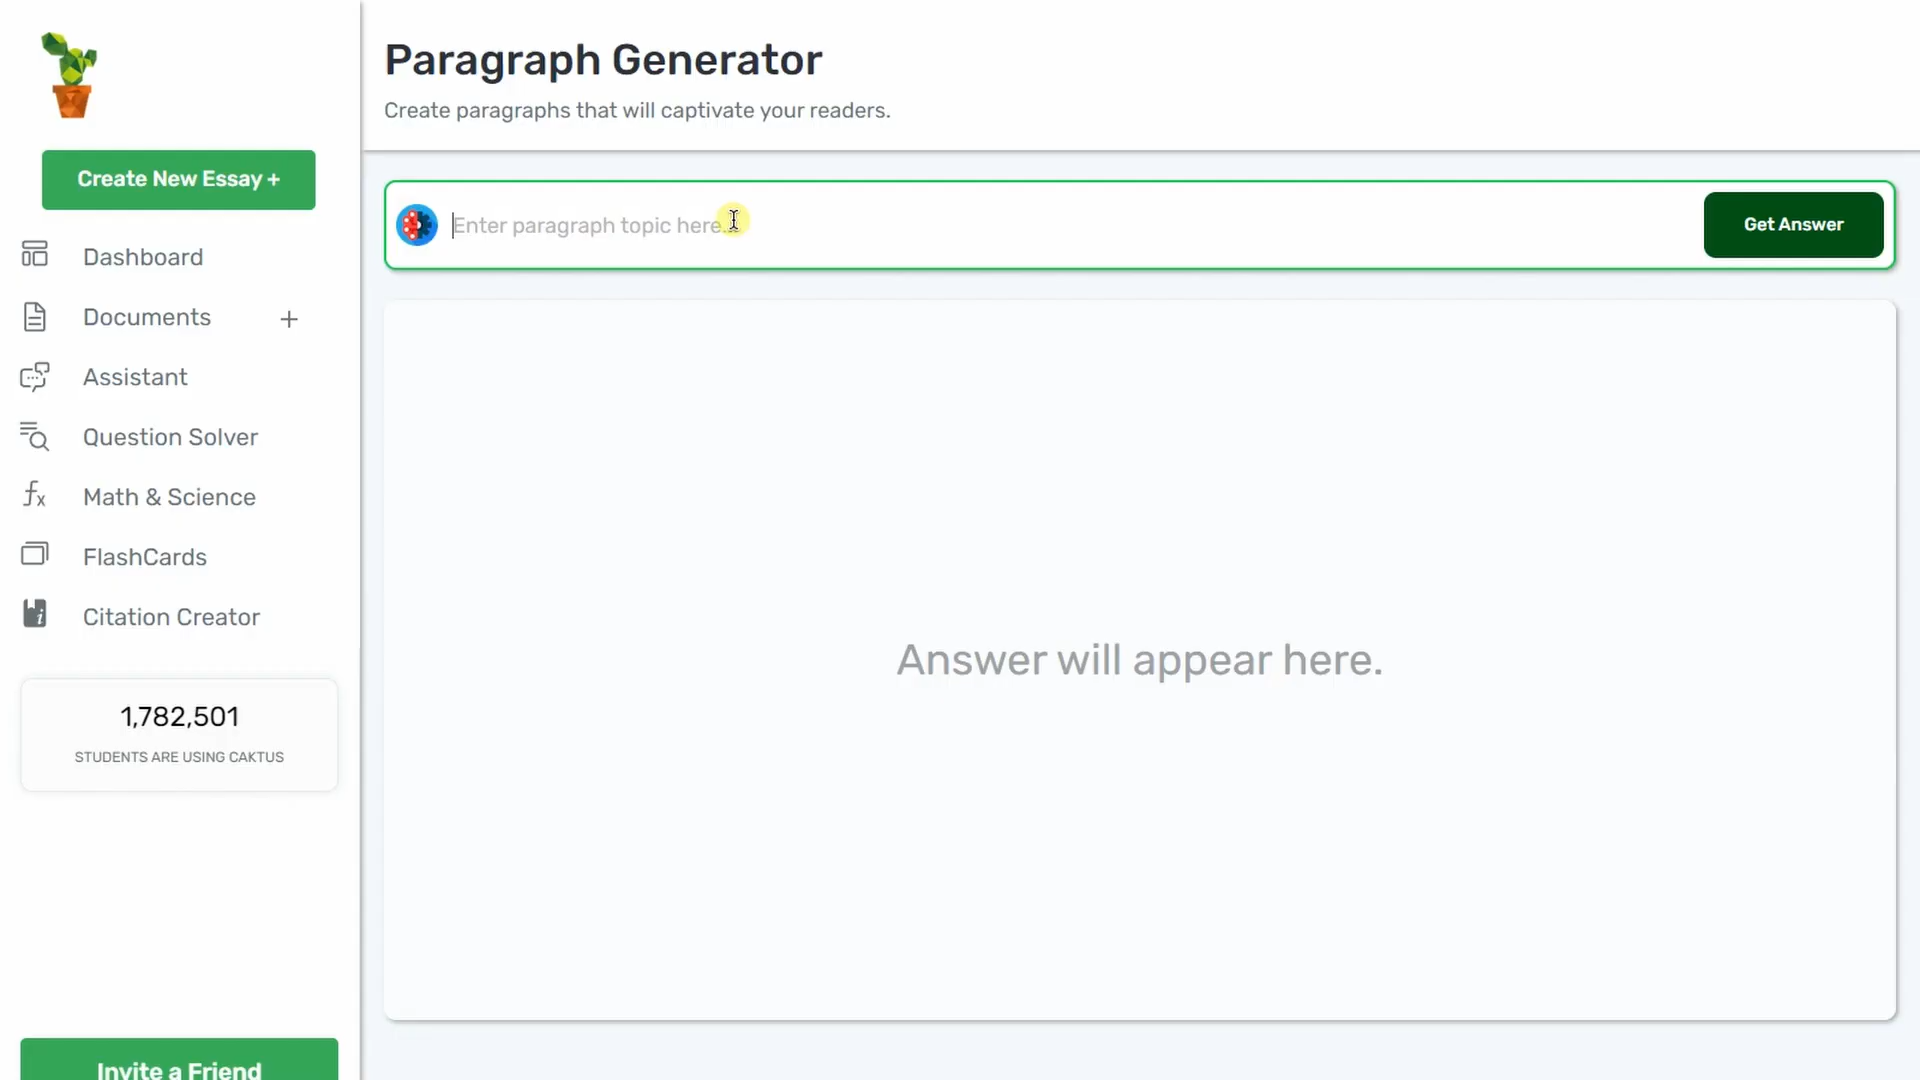 Paragraph Generator
Create paragraphs that will captivate your readers.
Create New Essay +
Dashboard
Documents +
Assistant
Question Solver
fx Math & Science
FlashCards
i Citation Creator
1,782,501
STUDENTS ARE USING CAKTUS
Invite a Friend
Enter paragraph topic here...
Get Answer
Answer will appear here.